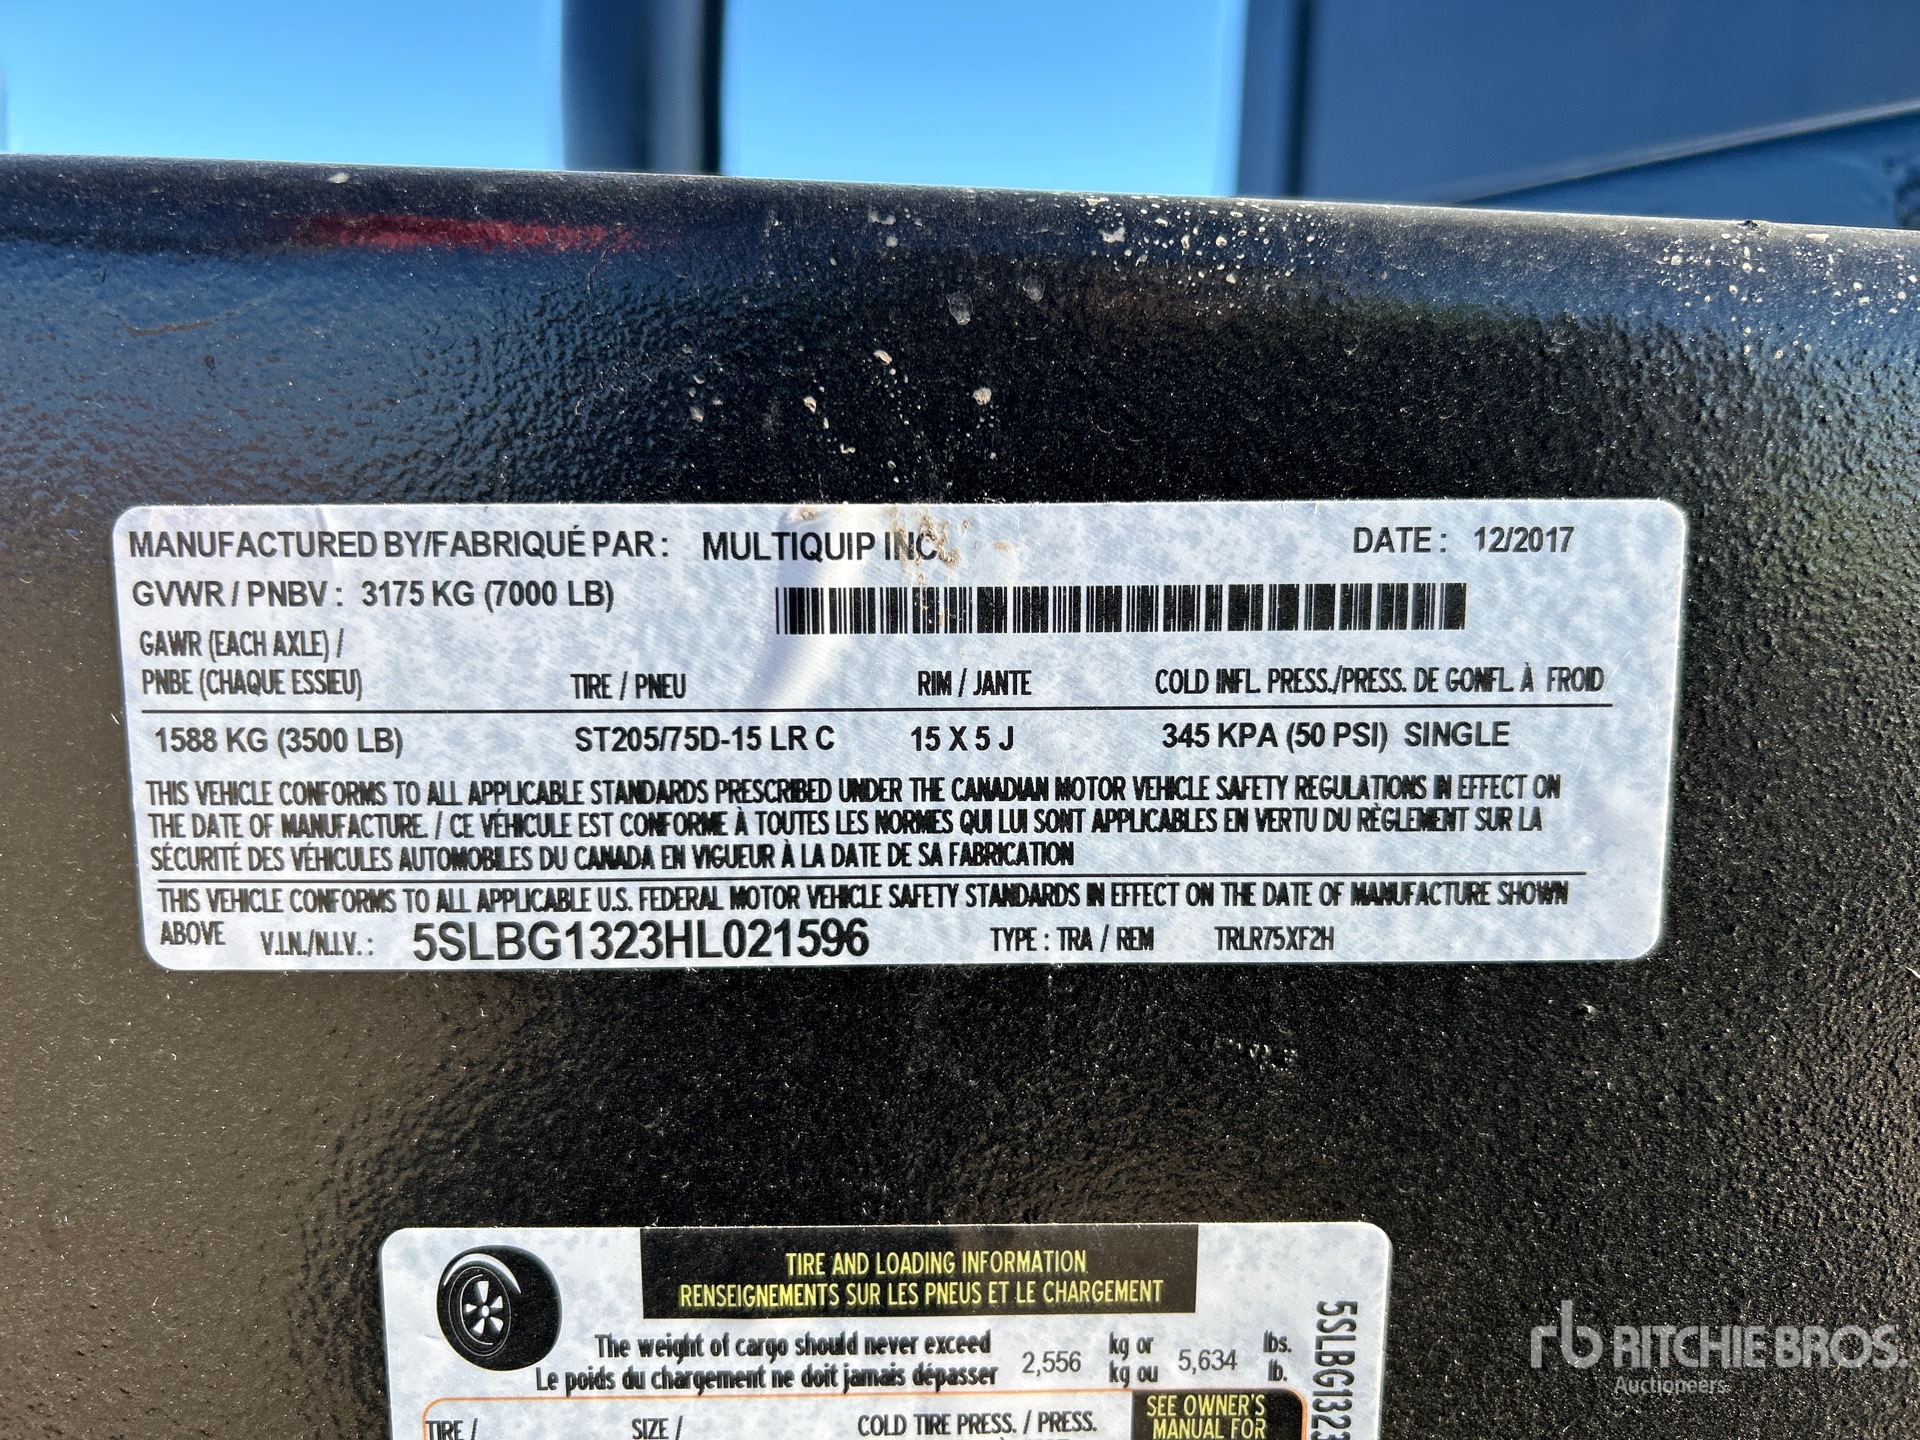 MANUFACTURED BY/FABRIQUÉ PAR : MULTIQUIP INC. DATE : 12/2017
GVWR / PNBV : 3175 KG (7000 LB)
GAWR (EACH AXLE) /
PNBE (CHAQUE ESSIEU) TIRE / PNEU RIM / JANTE COLD INFL. PRESS./PRESS. DE GONFL. À FROID
1588 KG (3500 LB) ST205/75D-15 LR C 15 X 5 J 345 KPA (50 PSI) SINGLE
THIS VEHICLE CONFORMS TO ALL APPLICABLE STANDARDS PRESCRIBED UNDER THE CANADIAN MOTOR VEHICLE SAFETY REGULATIONS IN EFFECT ON
THE DATE OF MANUFACTURE. / CE VÉHICULE EST CONFORME À TOUTES LES NORMES QUI LUI SONT APPLICABLES EN VERTU DU RÈGLEMENT SUR LA
SÉCURITÉ DES VÉHICULES AUTOMOBILES DU CANADA EN VIGUEUR À LA DATE DE SA FABRICATION
THIS VEHICLE CONFORMS TO ALL APPLICABLE U.S. FEDERAL MOTOR VEHICLE SAFETY STANDARDS IN EFFECT ON THE DATE OF MANUFACTURE SHOWN
ABOVE V.I.N./N.I.V. : 5SLBG1323HL021596 TYPE : TRA / REM TRLR75XF2H
TIRE AND LOADING INFORMATION
RENSEIGNEMENTS SUR LES PNEUS ET LE CHARGEMENT
The weight of cargo should never exceed kg or lbs.
Le poids du chargement ne doit jamais dépasser 2,556 kg ou 5,634 lb.
TIRE / SIZE / COLD TIRE PRESS. / PRESS. SEE OWNER'S
MANUAL FOR
5SLBG1323
rb RITCHIE BROS.
Auctioneers